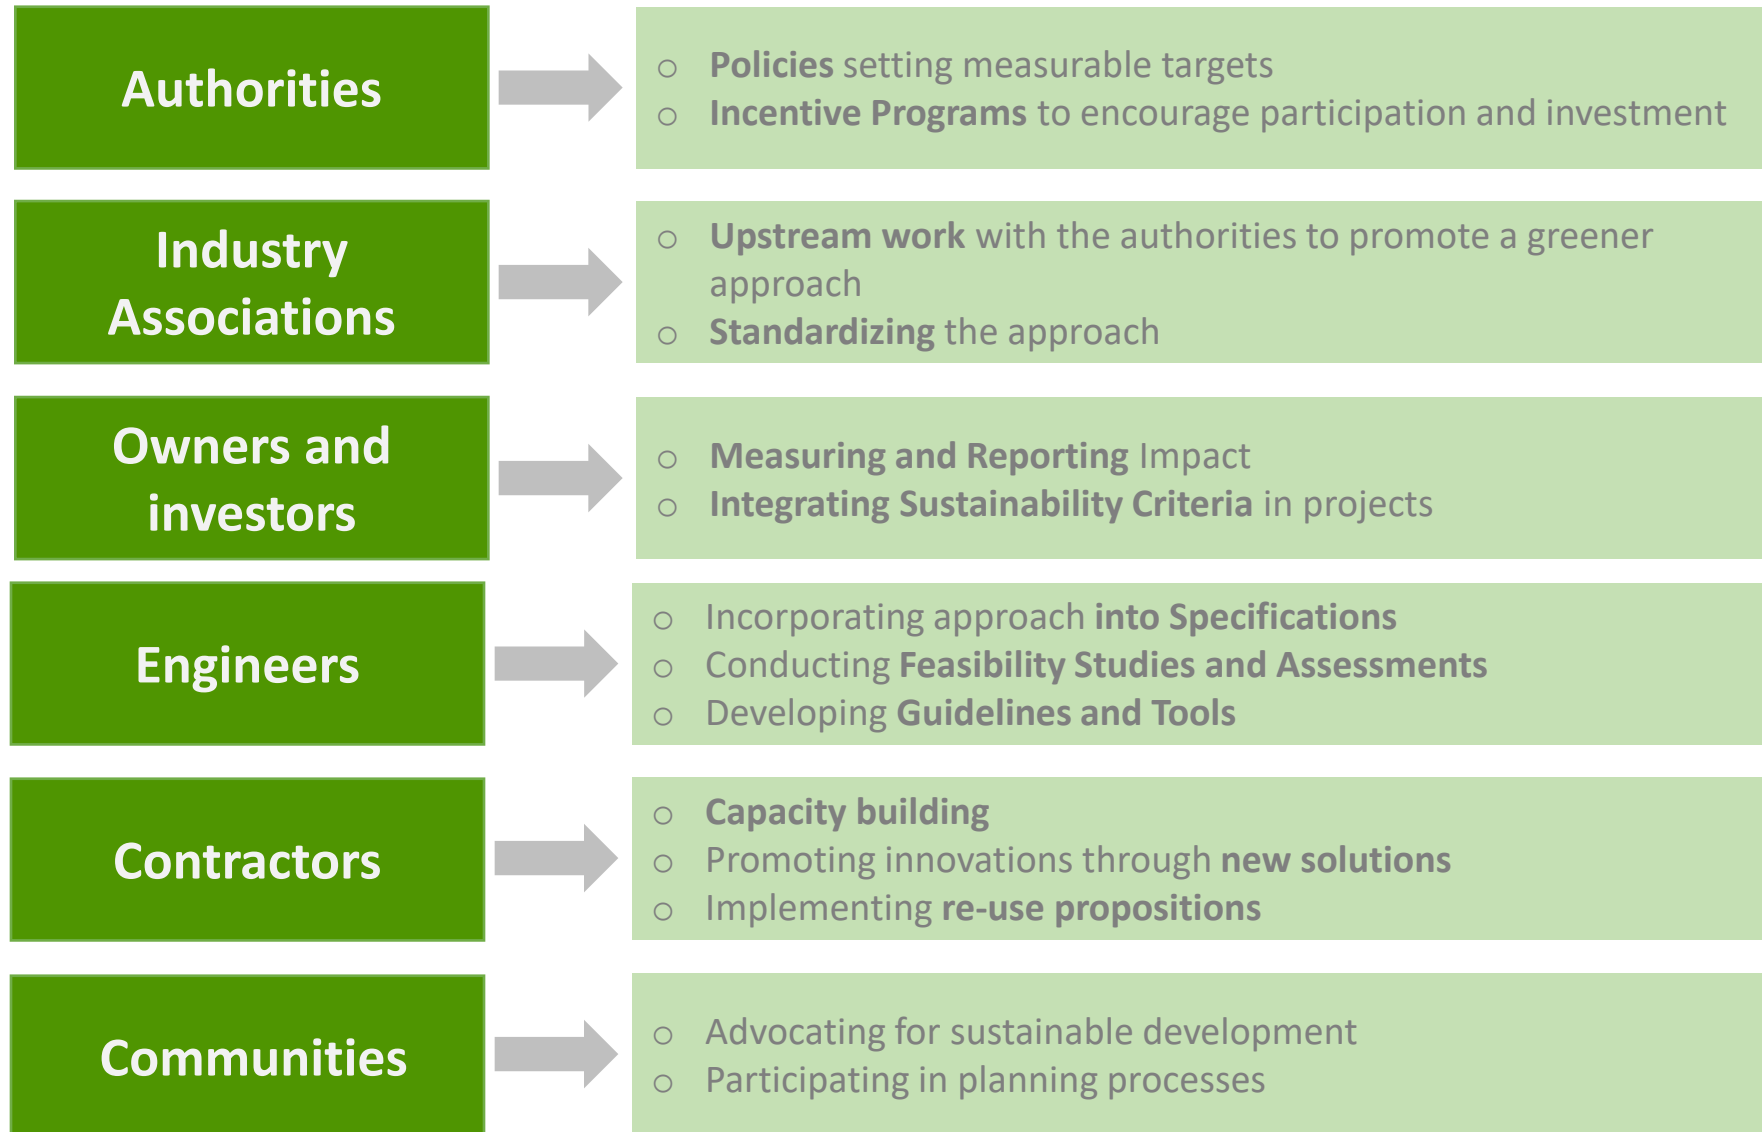 Authorities
o Policies setting measurable targets
o Incentive Programs to encourage participation and investment
Industry
Associations
o Upstream work with the authorities to promote a greener
approach
o Standardizing the approach
Owners and
investors
o Measuring and Reporting Impact
o Integrating Sustainability Criteria in projects
Engineers
o Incorporating approach into Specifications
o Conducting Feasibility Studies and Assessments
o Developing Guidelines and Tools
Contractors
o Capacity building
o Promoting innovations through new solutions
o Implementing re-use propositions
Communities
o Advocating for sustainable development
o Participating in planning processes